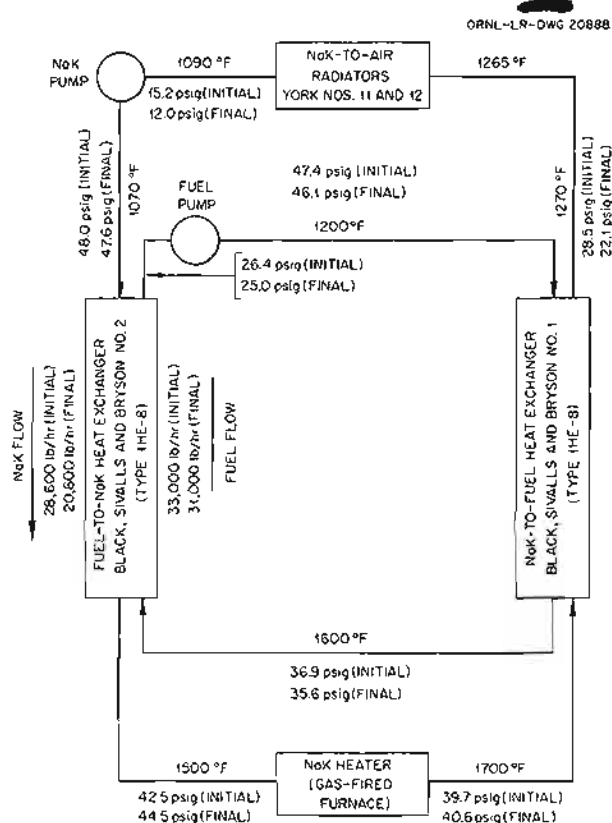 ORNL-LR-DWG 20888
NaK
PUMP
1090 °F
15.2 psig (INITIAL)
12.0 psig (FINAL)
NaK-TO-AIR
RADIATORS
YORK NOS. 11 AND 12
1265 °F
48.0 psig (INITIAL)
47.6 psig (FINAL)
1070 °F
FUEL
PUMP
47.4 psig (INITIAL)
46.1 psig (FINAL)
1200 °F
1270 °F
28.5 psig (INITIAL)
22.1 psig (FINAL)
26.4 psig (INITIAL)
25.0 psig (FINAL)
NaK FLOW
28,600 lb/hr (INITIAL)
20,800 lb/hr (FINAL)
FUEL-TO-NaK HEAT EXCHANGER
BLACK, SIVALLS AND BRYSON NO. 2
(TYPE IHE-8)
33,000 lb/hr (INITIAL)
31,000 lb/hr (FINAL)
FUEL FLOW
NaK-TO-FUEL HEAT EXCHANGER
BLACK, SIVALLS AND BRYSON NO. 1
(TYPE IHE-8)
1600 °F
36.9 psig (INITIAL)
35.6 psig (FINAL)
1500 °F
42.5 psig (INITIAL)
44.5 psig (FINAL)
NaK HEATER
(GAS-FIRED
FURNACE)
1700 °F
39.7 psig (INITIAL)
40.6 psig (FINAL)